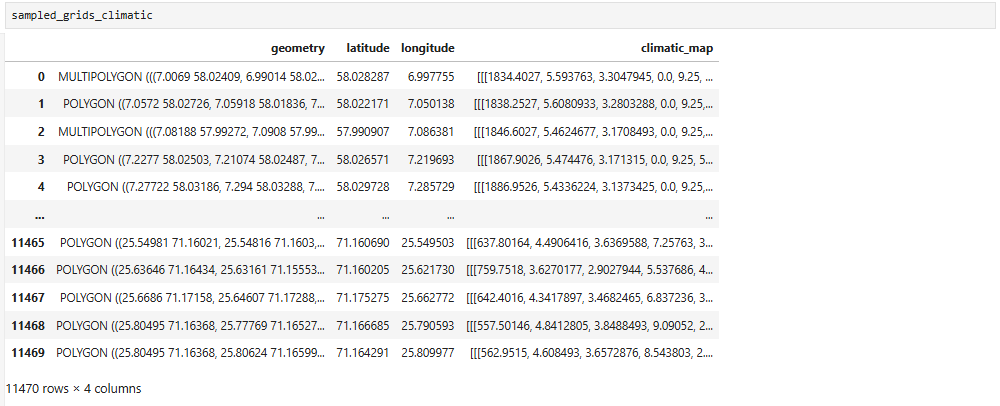 sampled_grids_climatic
geometry latitude longitude climatic_map
0 MULTIPOLYGON (((7.0069 58.02409, 6.99014 58.02... 58.028287 6.997755 [[[1834.4027, 5.593763, 3.3047945, 0.0, 9.25, ...
1 POLYGON ((7.0572 58.02726, 7.05918 58.01836, 7... 58.022171 7.050138 [[[1838.2527, 5.6080933, 3.2803288, 0.0, 9.25,...
2 MULTIPOLYGON (((7.08188 57.99272, 7.0908 57.99... 57.990907 7.086381 [[[1846.6027, 5.4624677, 3.1708493, 0.0, 9.25,...
3 POLYGON ((7.2277 58.02503, 7.21074 58.02487, 7... 58.026571 7.219693 [[[1867.9026, 5.474476, 3.171315, 0.0, 9.25, 5...
4 POLYGON ((7.27722 58.03186, 7.294 58.03288, 7.... 58.029728 7.285729 [[[1886.9526, 5.4336224, 3.1373425, 0.0, 9.25,...
... ... ... ... ...
11465 POLYGON ((25.54981 71.16021, 25.54816 71.1603,... 71.160690 25.549503 [[[637.80164, 4.4906416, 3.6369588, 7.25763, 3...
11466 POLYGON ((25.63646 71.16434, 25.63161 71.15553... 71.160205 25.621730 [[[759.7518, 3.6270177, 2.9027944, 5.537686, 4...
11467 POLYGON ((25.6686 71.17158, 25.64607 71.17288,... 71.175275 25.662772 [[[642.4016, 4.3417897, 3.4682465, 6.837236, 3...
11468 POLYGON ((25.80495 71.16368, 25.77769 71.16527... 71.166685 25.790593 [[[557.50146, 4.8412805, 3.8488493, 9.09052, 2...
11469 POLYGON ((25.80495 71.16368, 25.80624 71.16599... 71.164291 25.809977 [[[562.9515, 4.608493, 3.6572876, 8.543803, 2....
11470 rows × 4 columns